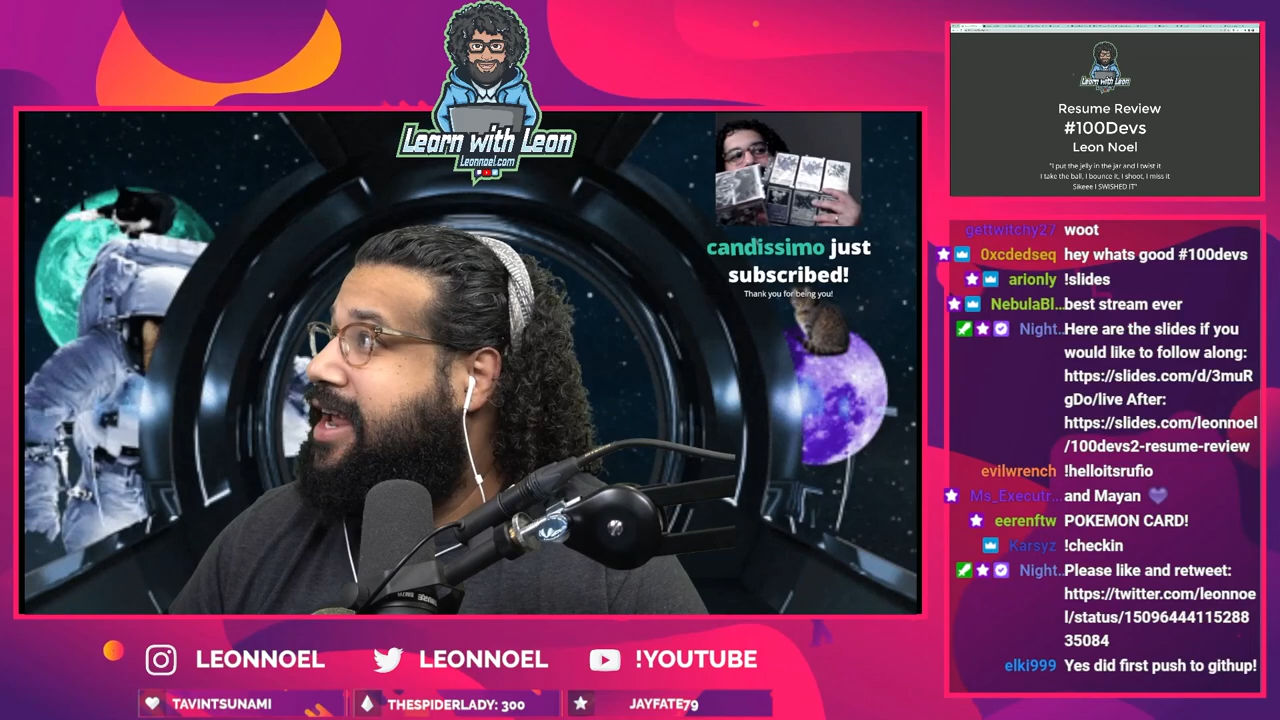 Learn with Leon
Leonnoel.com
candissimo just
subscribed!
Thank you for being you!
Learn with Leon
Resume Review
#100Devs
Leon Noel
"I put the jelly in the jar and I twist it
I take the ball, I bounce it, I shoot, I miss it
Sikeee I SWISHED IT"
gettwitchy27 woot
0xcdedseq hey whats good #100devs
arionly !slides
NebulaBl... best stream ever
Night... Here are the slides if you
would like to follow along:
https://slides.com/d/3muR
gDo/live After:
https://slides.com/leonnoel
/100devs2-resume-review
evilwrench !helloitsrufio
Ms_Executr... and Mayan
eerenftw POKEMON CARD!
Karsyz !checkin
Night... Please like and retweet:
https://twitter.com/leonnoe
l/status/15096444115288
35084
elki999 Yes did first push to githup!
LEONNOEL
LEONNOEL
!YOUTUBE
TAVINTSUNAMI
THESPIDERLADY: 300
JAYFATE79